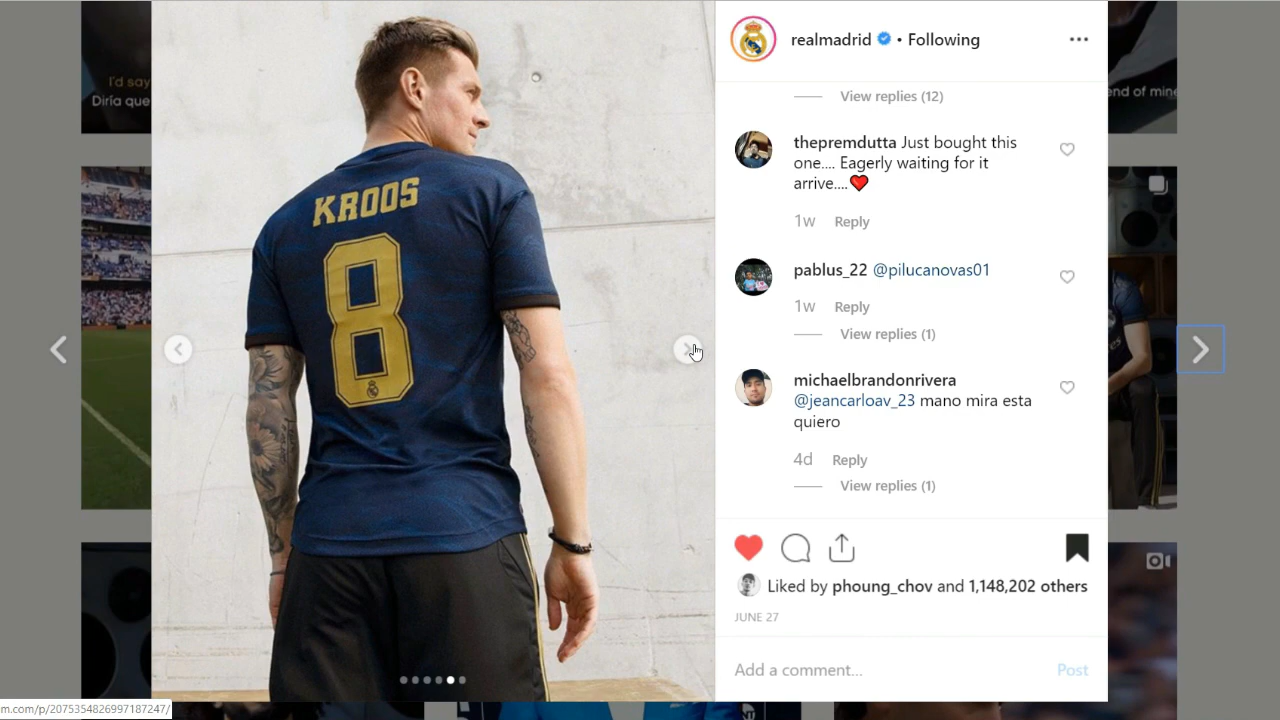 I'd say
Diría que
KROOS
8
realmadrid • Following
View replies (12)
thepremdutta Just bought this
one.... Eagerly waiting for it
arrive....❤️
1w Reply
pablus_22 @pilucanovas01
1w Reply
View replies (1)
michaelbrandonrivera
@jeancarloav_23 mano mira esta
quiero
4d Reply
View replies (1)
Liked by phoung_chov and 1,148,202 others
JUNE 27
Add a comment... Post
end of mine
m.com/p/2075354826997187247/